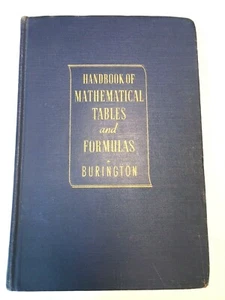 HANDBOOK OF
MATHEMATICAL
TABLES
and
FORMULAS
BURINGTON